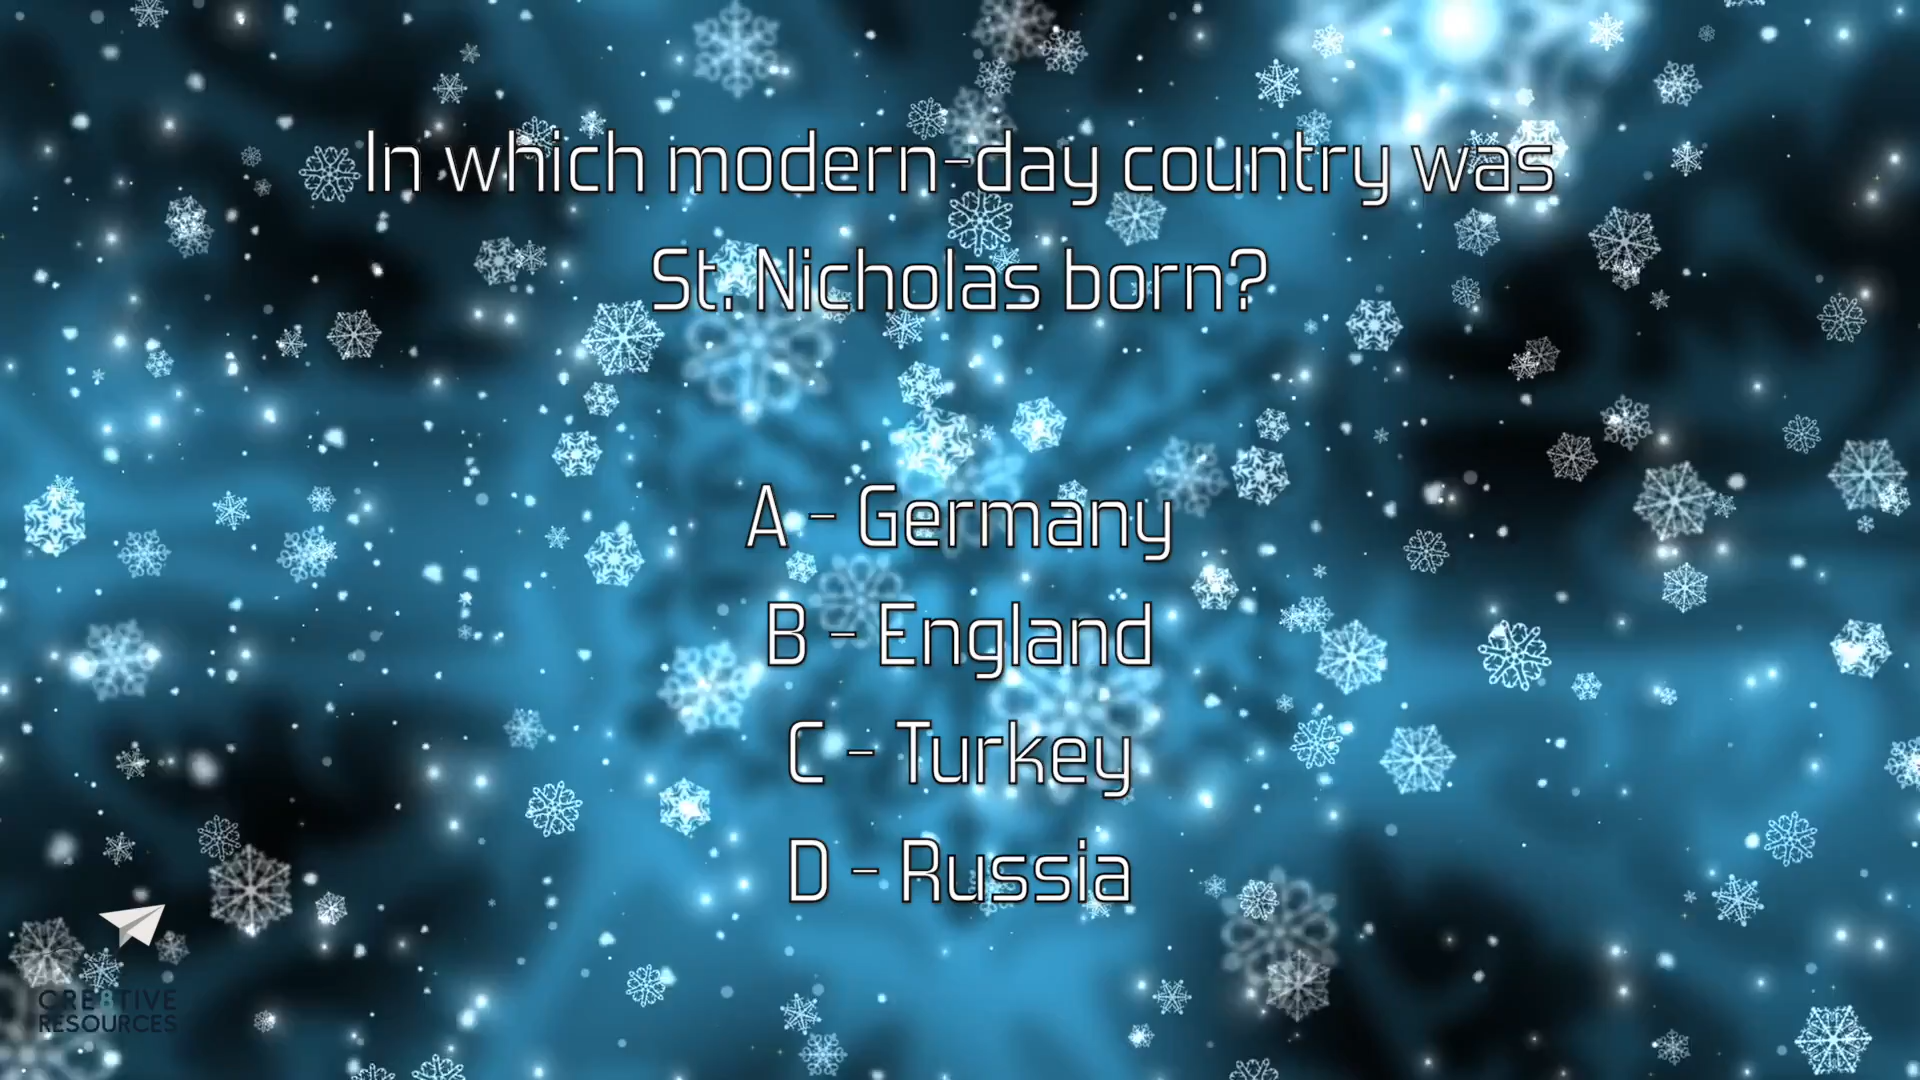 In which modern-day country was
St. Nicholas born?
A - Germany
B - England
C - Turkey
D - Russia
CRE8TIVE
RESOURCES